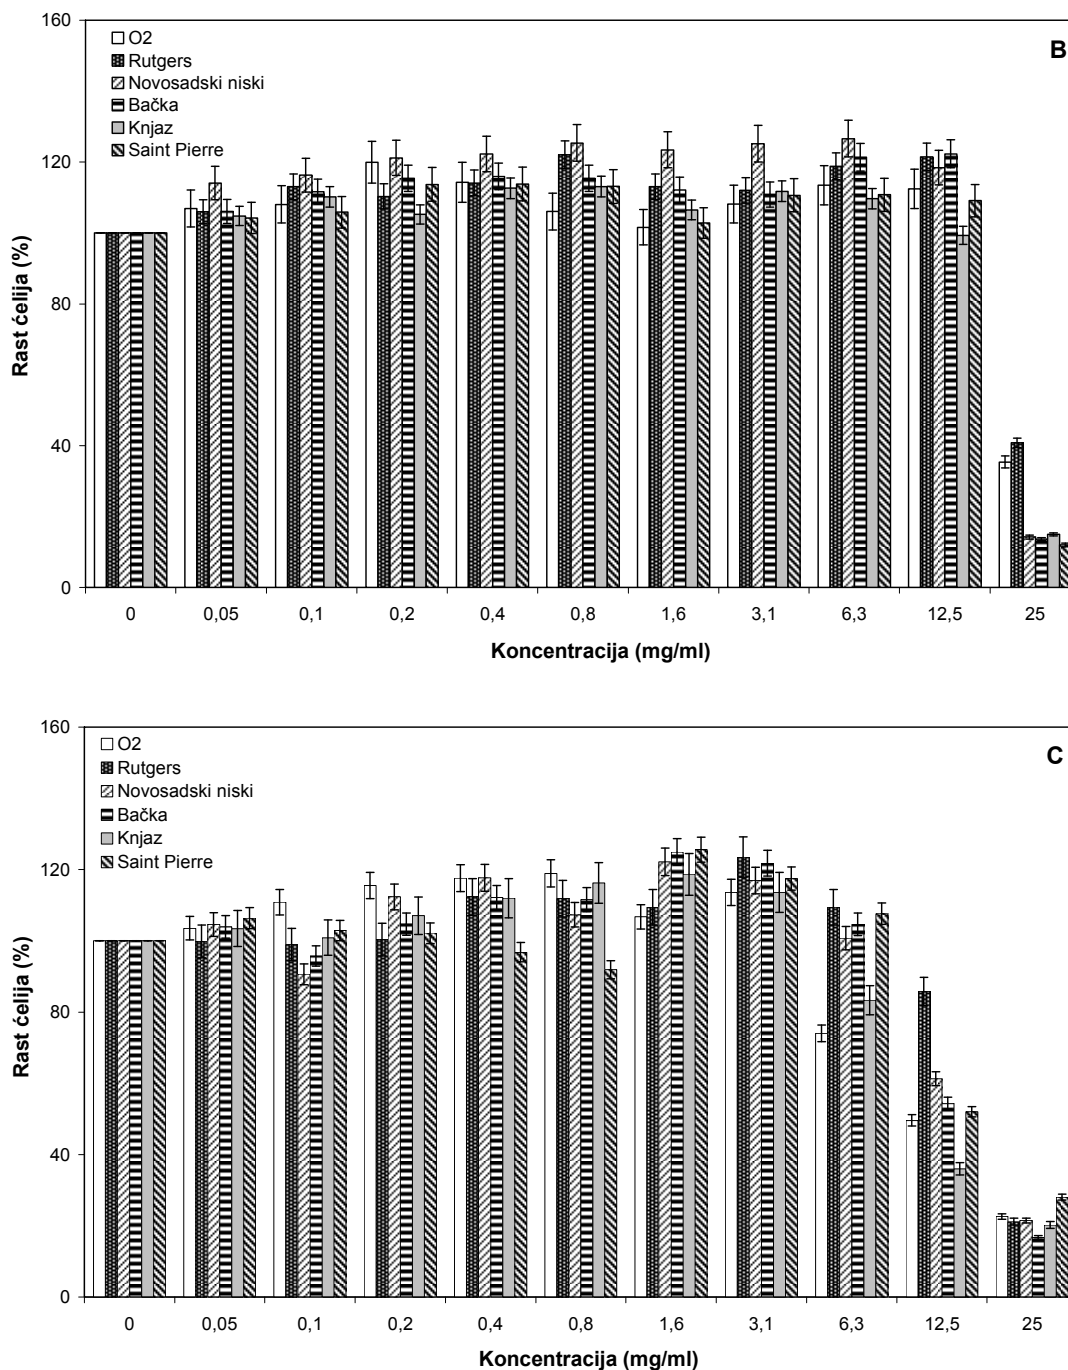 160
B
O2
Rutgers
Novosadski niski
Bačka
Knjaz
Saint Pierre
120
80
40
0
Rast ćelija (%)
0 0,05 0,1 0,2 0,4 0,8 1,6 3,1 6,3 12,5 25
Koncentracija (mg/ml)
160
C
O2
Rutgers
Novosadski niski
Bačka
Knjaz
Saint Pierre
120
80
40
0
Rast ćelija (%)
0 0,05 0,1 0,2 0,4 0,8 1,6 3,1 6,3 12,5 25
Koncentracija (mg/ml)